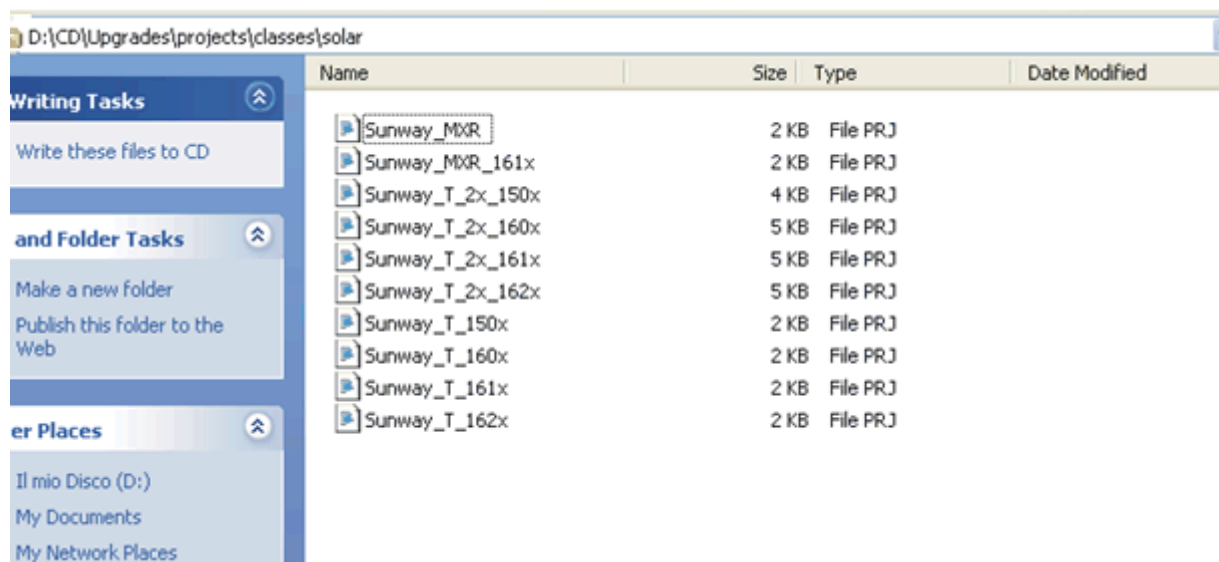 D:\CD\Upgrades\projects\classes\solar
Name Size Type Date Modified
Writing Tasks
Write these files to CD
and Folder Tasks
Make a new folder
Publish this folder to the
Web
er Places
Il mio Disco (D:)
My Documents
My Network Places
Sunway_MXR 2 KB File PRJ
Sunway_MXR_161x 2 KB File PRJ
Sunway_T_2x_150x 4 KB File PRJ
Sunway_T_2x_160x 5 KB File PRJ
Sunway_T_2x_161x 5 KB File PRJ
Sunway_T_2x_162x 5 KB File PRJ
Sunway_T_150x 2 KB File PRJ
Sunway_T_160x 2 KB File PRJ
Sunway_T_161x 2 KB File PRJ
Sunway_T_162x 2 KB File PRJ